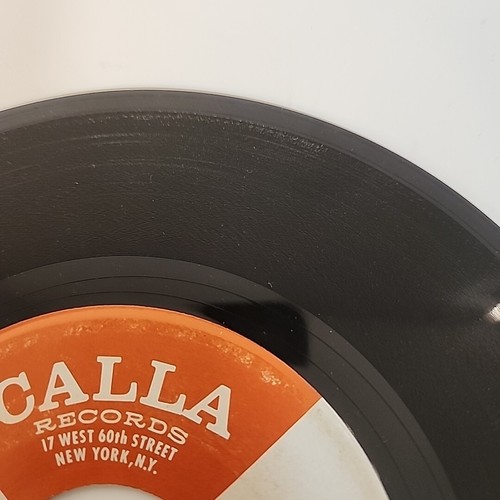 CALLA
RECORDS
17 WEST 60th STREET
NEW YORK, N.Y.